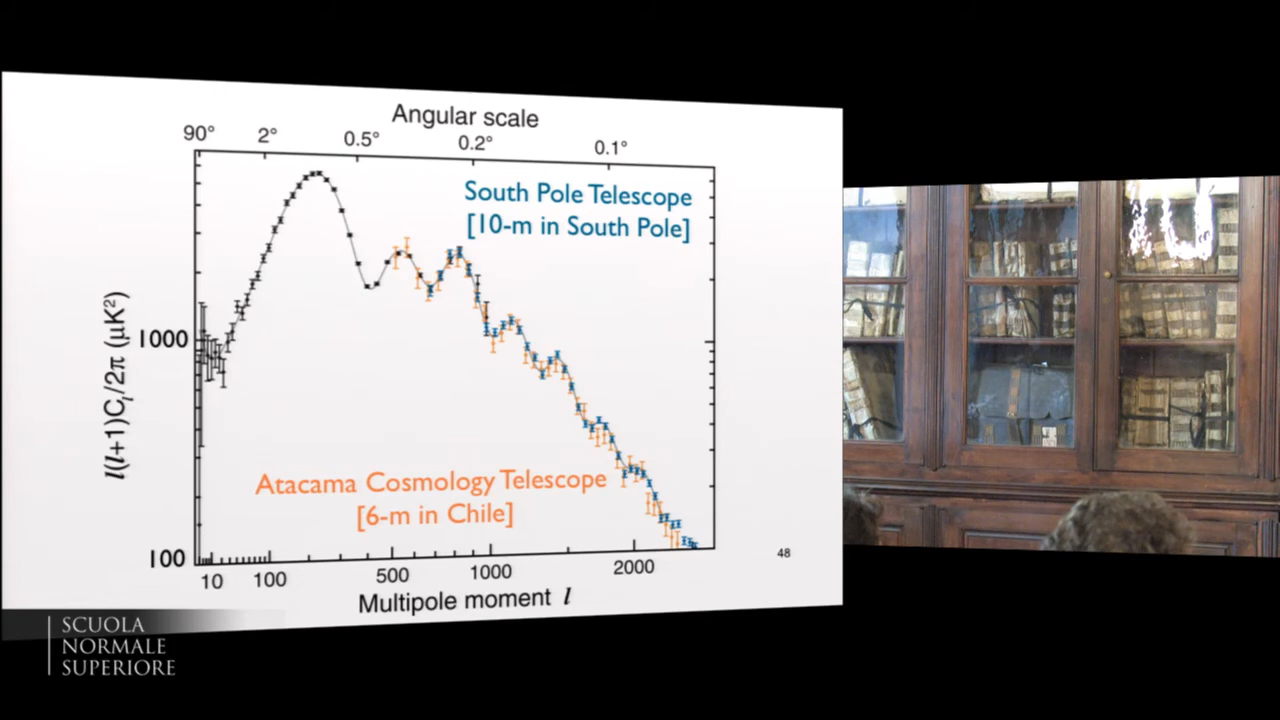 Angular scale
90° 2° 0.5° 0.2° 0.1°
South Pole Telescope
[10-m in South Pole]
l(l+1)Cl/2π (μK²)
1000
Atacama Cosmology Telescope
[6-m in Chile]
100
48
10 100 500 1000 2000
Multipole moment l
SCUOLA
NORMALE
SUPERIORE